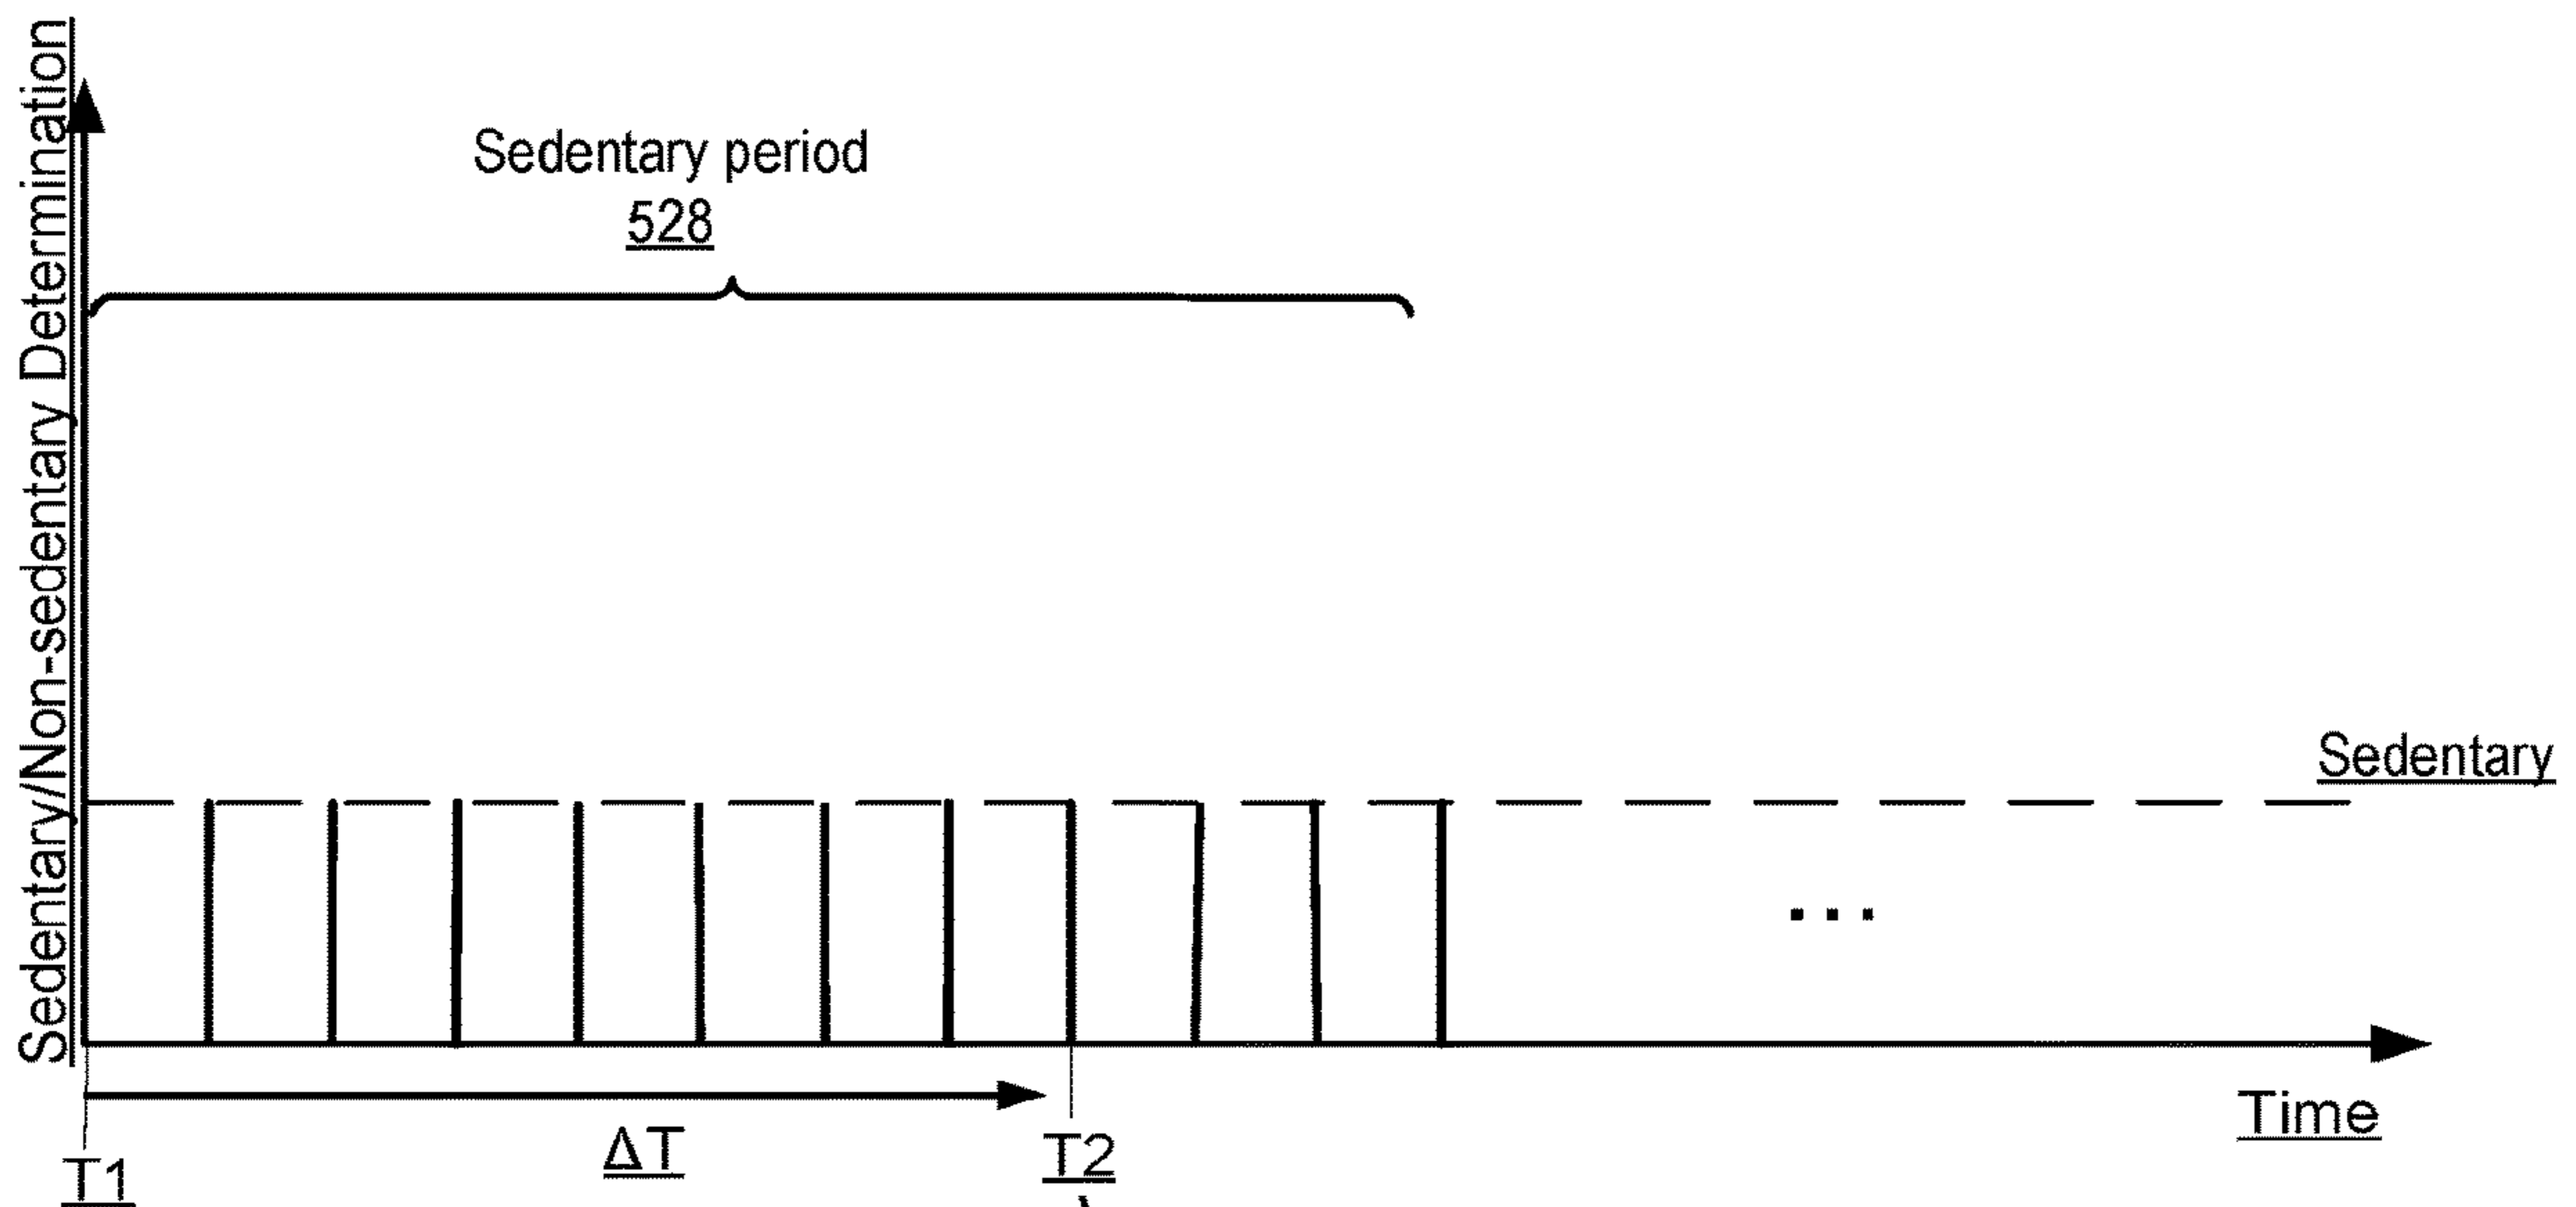 Sedentary/Non-sedentary Determination
Sedentary period
528
Sedentary
...
Time
ΔT
T2
T1